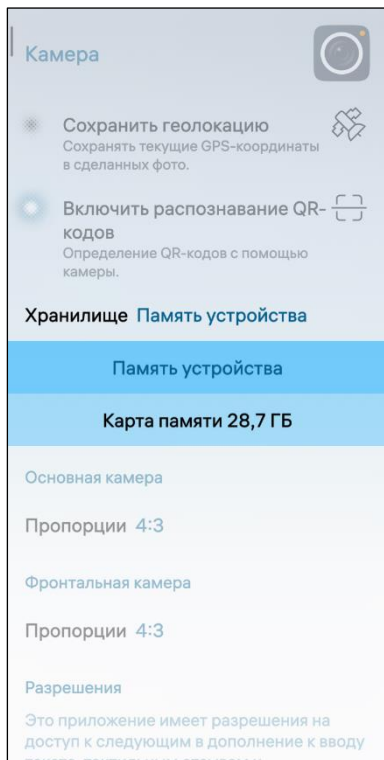 Камера
Сохранить геолокацию
Сохранять текущие GPS-координаты
в сделанных фото.
Включить распознавание QR-
кодов
Определение QR-кодов с помощью
камеры.
Хранилище Память устройства
Память устройства
Карта памяти 28,7 ГБ
Основная камера
Пропорции 4:3
Фронтальная камера
Пропорции 4:3
Разрешения
Это приложение имеет разрешения на
доступ к следующим в дополнение к вводу